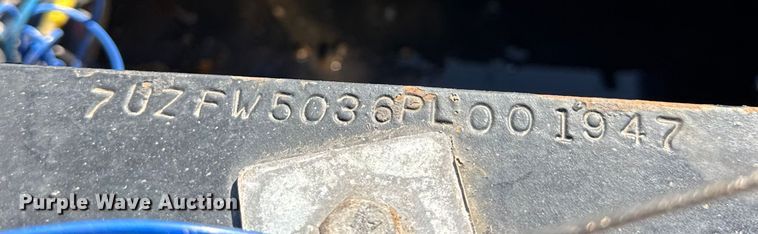 7UZFW5036PL001947
Purple Wave Auction